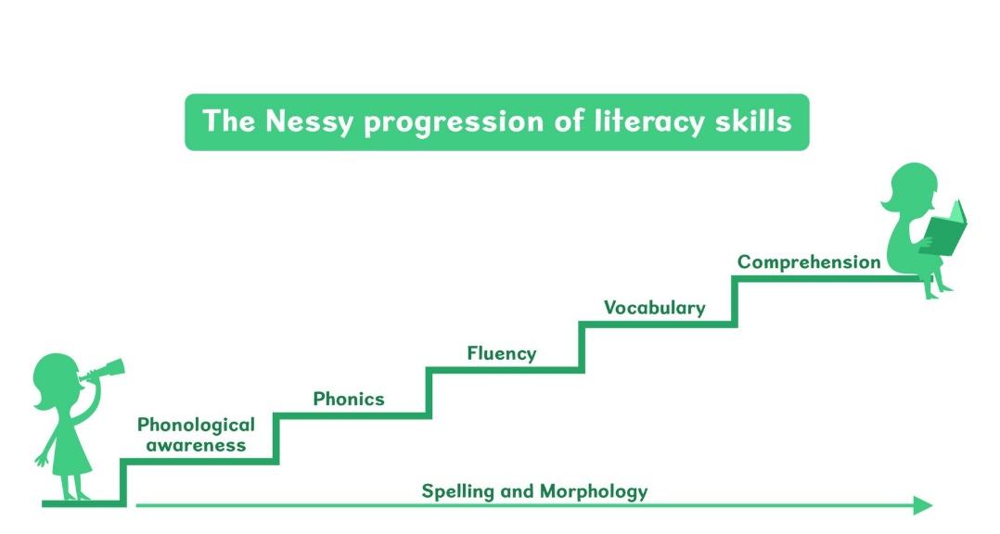 The Nessy progression of literacy skills
Comprehension
Vocabulary
Fluency
Phonics
Phonological
awareness
Spelling and Morphology